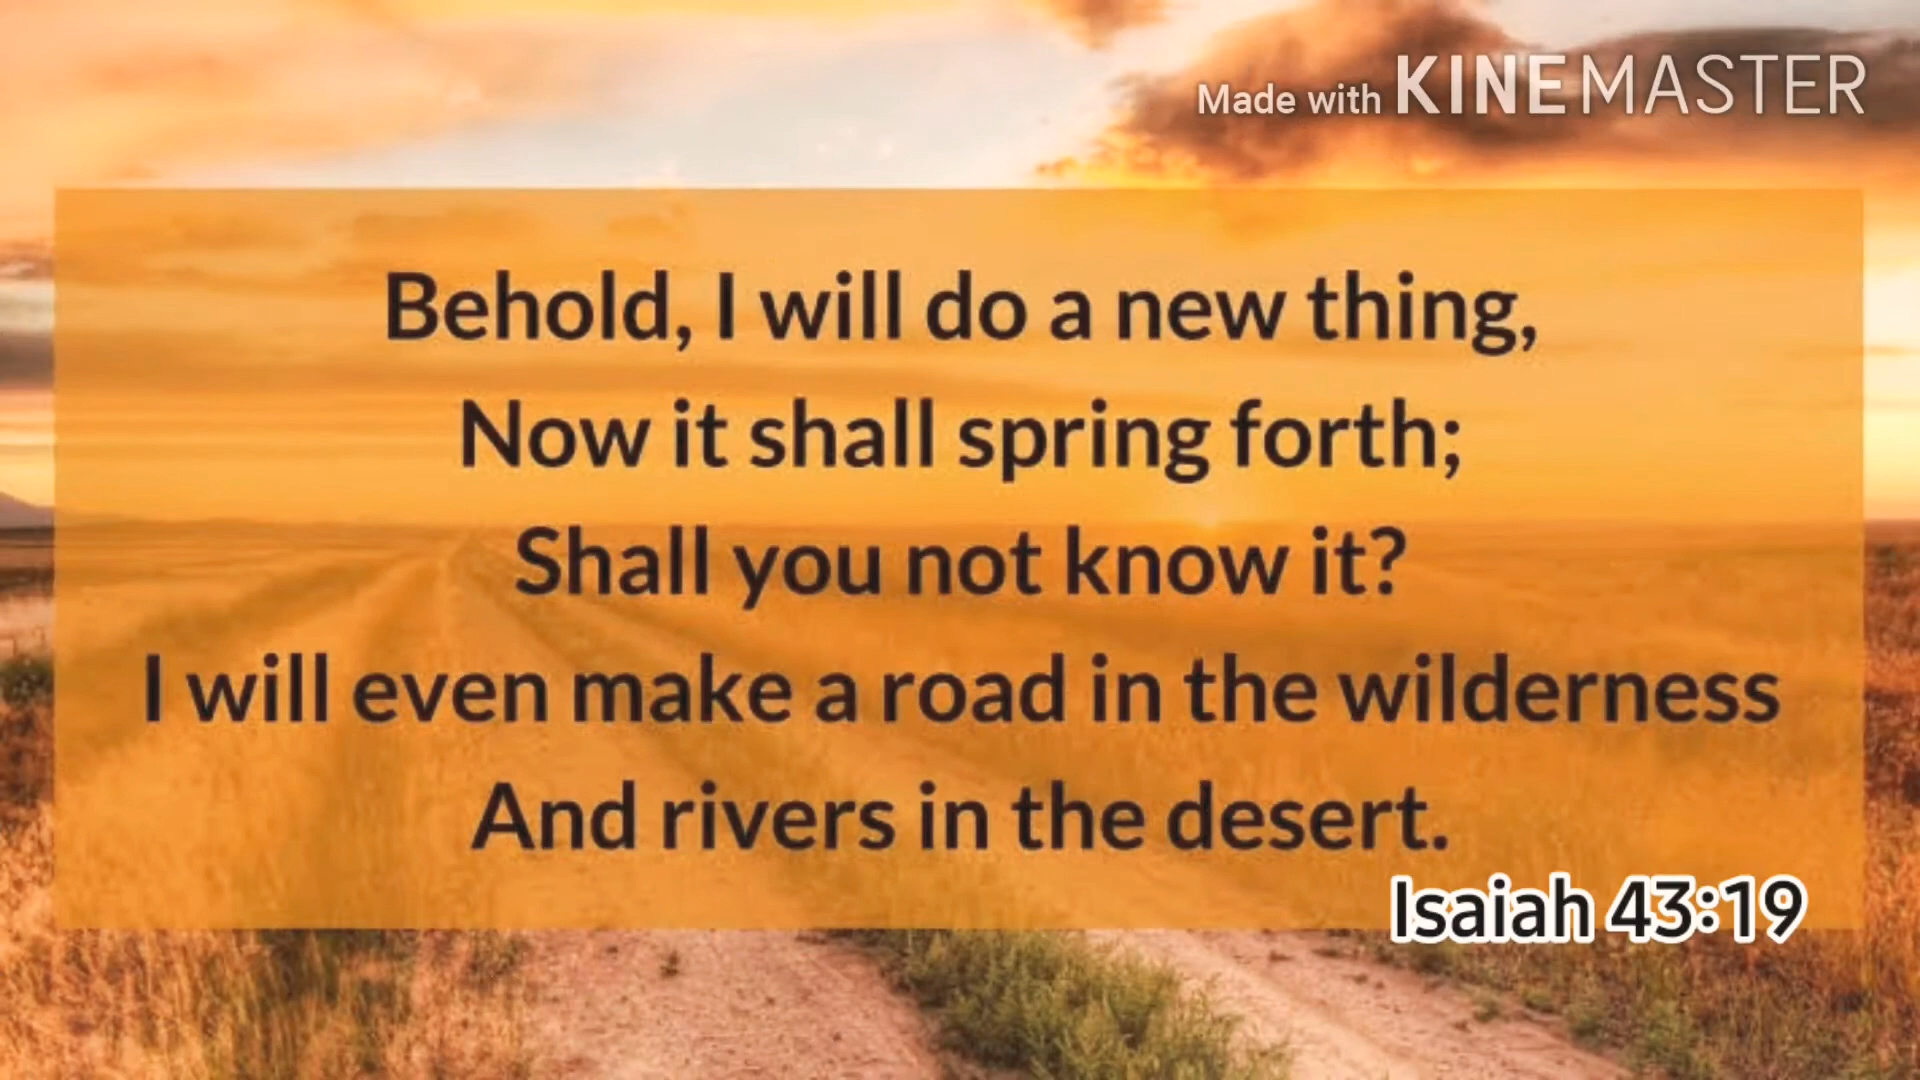 Made with KINEMASTER
Behold, I will do a new thing,
Now it shall spring forth;
Shall you not know it?
I will even make a road in the wilderness
And rivers in the desert.
Isaiah 43:19